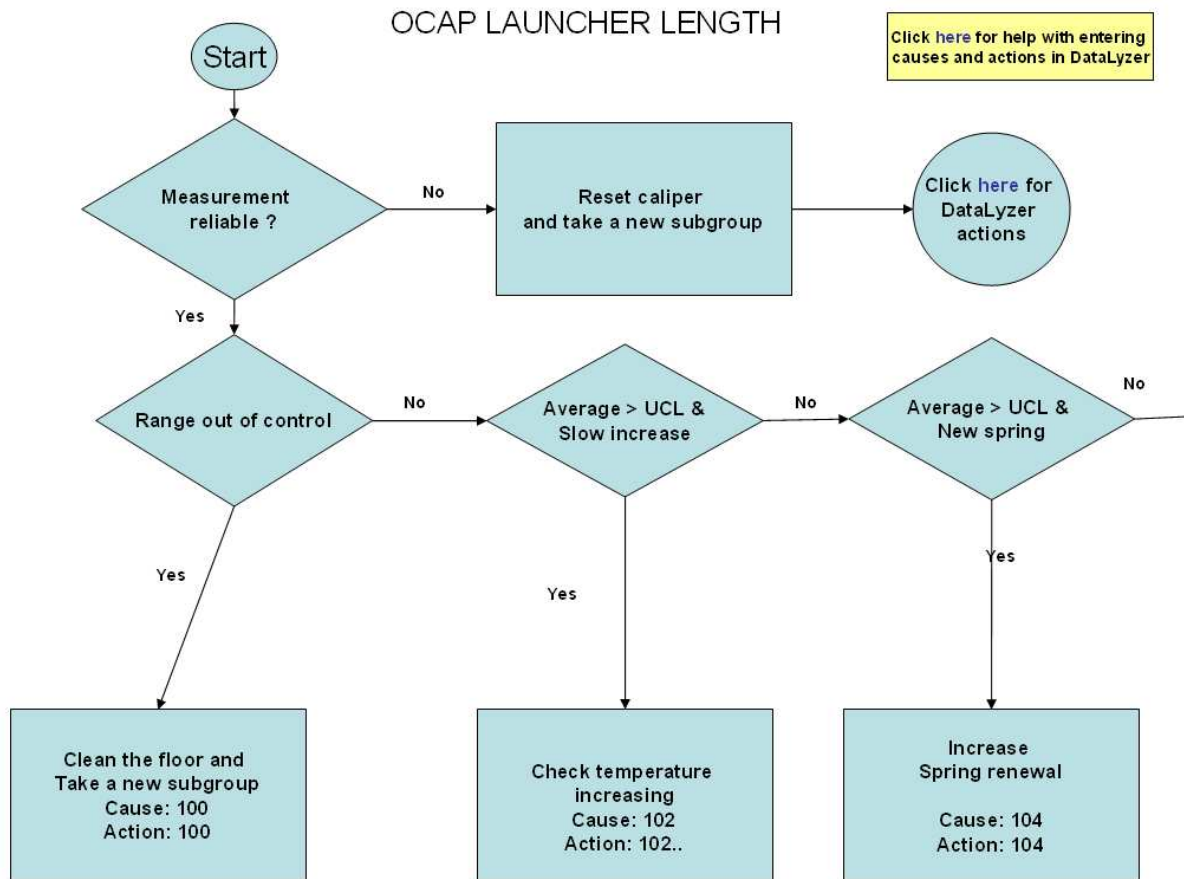 OCAP LAUNCHER LENGTH
Click here for help with entering
causes and actions in DataLyzer
Start
Measurement
reliable ?
No
Reset caliper
and take a new subgroup
Click here for
DataLyzer
actions
Yes
Range out of control
No
Average > UCL &
Slow increase
No
Average > UCL &
New spring
No
Yes
Yes
Yes
Clean the floor and
Take a new subgroup
Cause: 100
Action: 100
Check temperature
increasing
Cause: 102
Action: 102..
Increase
Spring renewal
Cause: 104
Action: 104